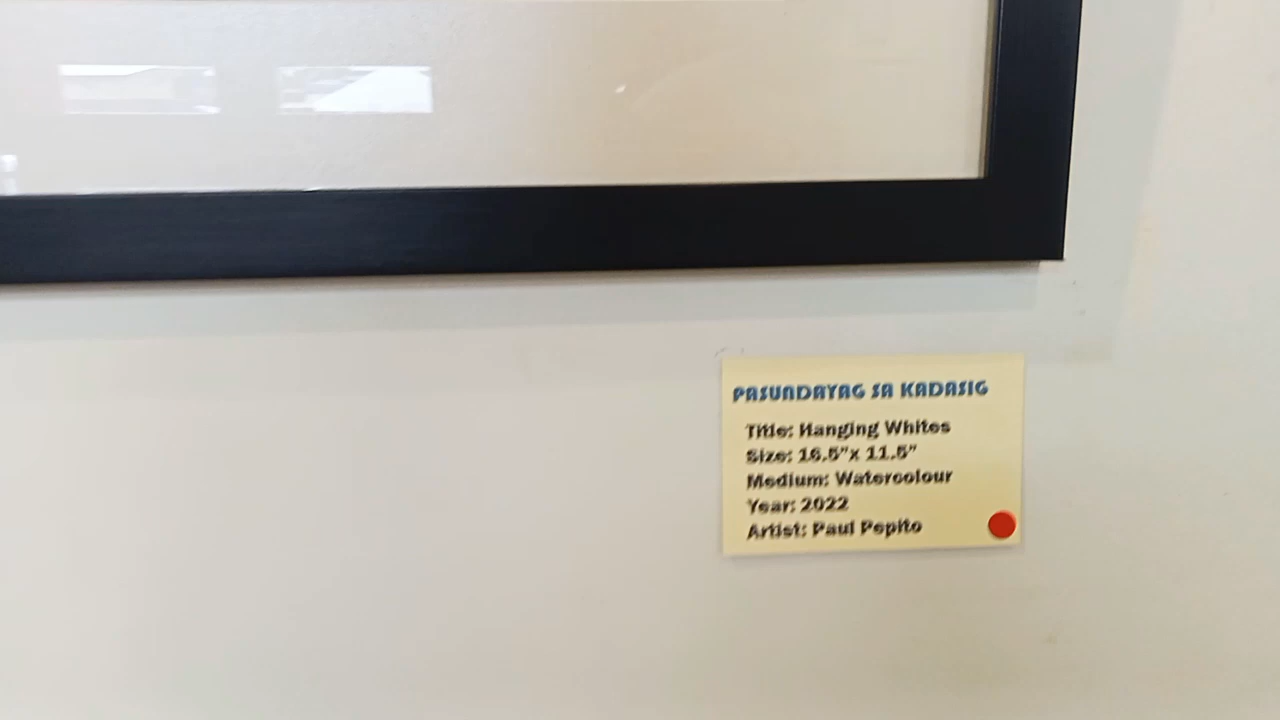 PASUNDAYAG SA KADASIG
Title: Hanging Whites
Size: 16.5"x 11.5"
Medium: Watercolour
Year: 2022
Artist: Paul Pepito